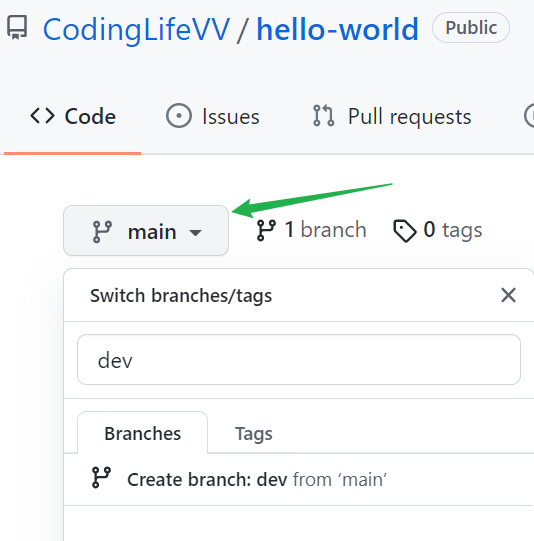 CodingLifeVV / hello-world Public
Code Issues Pull requests
main 1 branch 0 tags
Switch branches/tags
dev
Branches Tags
Create branch: dev from ‘main’